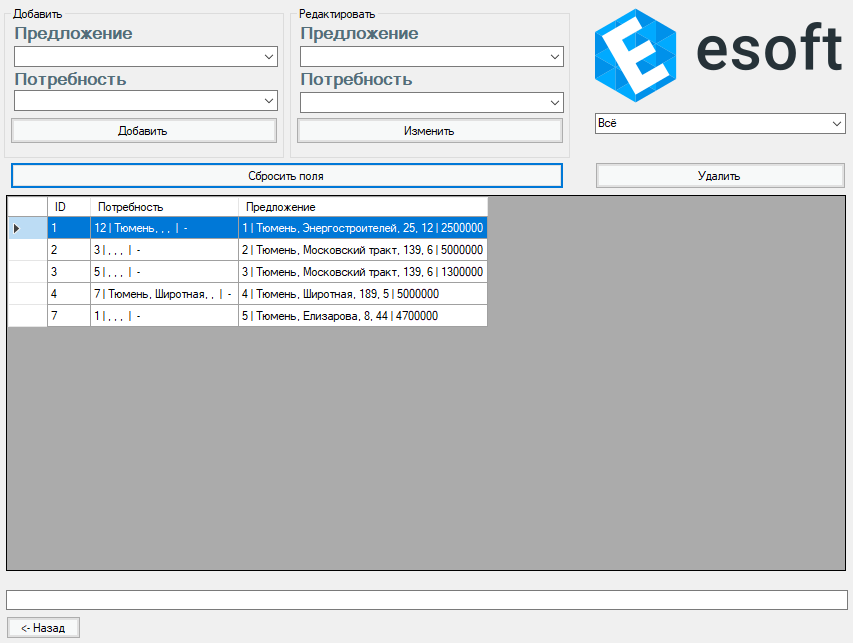 Добавить
Предложение
Потребность
Добавить
Редактировать
Предложение
Потребность
Изменить
esoft
Всё
Сбросить поля
Удалить
ID Потребность Предложение
1 12 | Тюмень, , , | - 1 | Тюмень, Энергостроителей, 25, 12 | 2500000
2 3 | , , , | - 2 | Тюмень, Московский тракт, 139, 6 | 5000000
3 5 | , , , | - 3 | Тюмень, Московский тракт, 139, 6 | 1300000
4 7 | Тюмень, Широтная, , | - 4 | Тюмень, Широтная, 189, 5 | 5000000
7 1 | , , , | - 5 | Тюмень, Елизарова, 8, 44 | 4700000
<- Назад